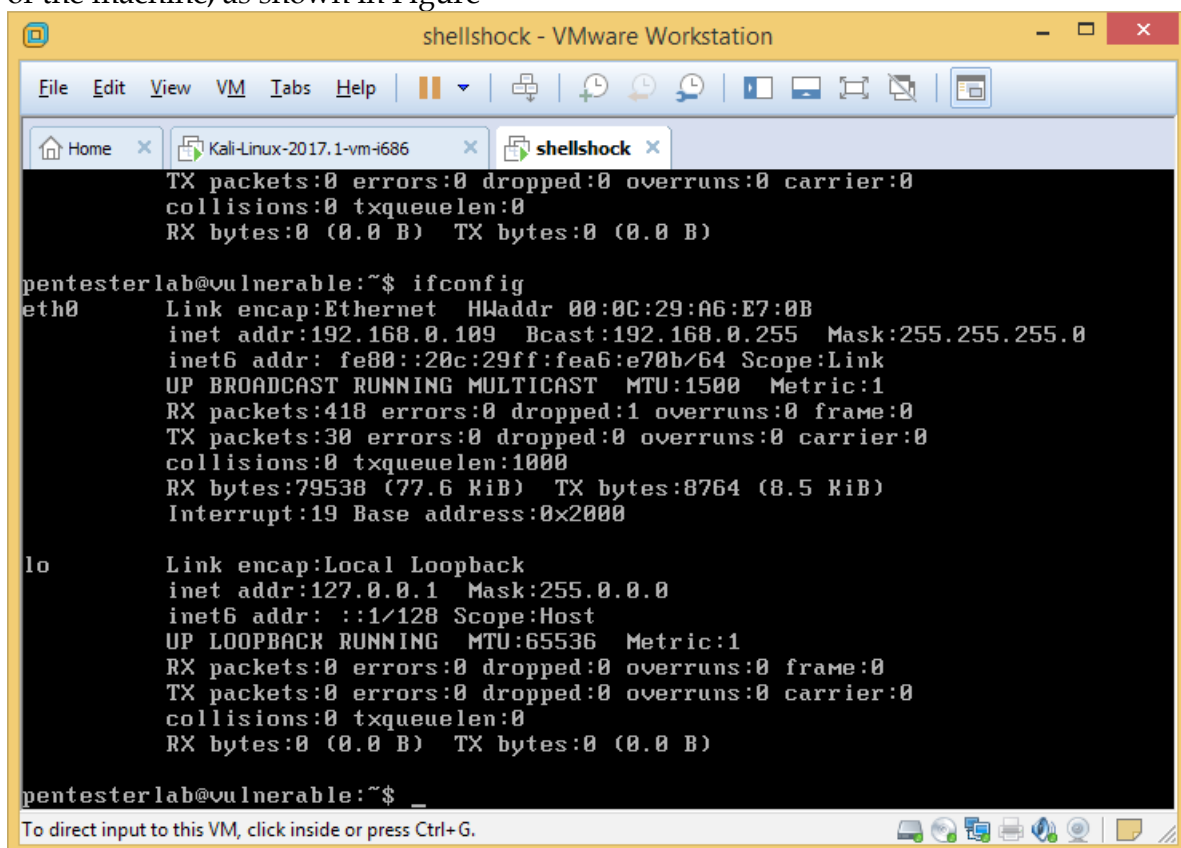 of the machine, as shown in Figure
shellshock - VMware Workstation
File Edit View VM Tabs Help
Home Kali-Linux-2017.1-vm-i686 shellshock
TX packets:0 errors:0 dropped:0 overruns:0 carrier:0
collisions:0 txqueuelen:0
RX bytes:0 (0.0 B) TX bytes:0 (0.0 B)
pentesterlab@vulnerable:~$ ifconfig
eth0 Link encap:Ethernet HWaddr 00:0C:29:A6:E7:0B
inet addr:192.168.0.109 Bcast:192.168.0.255 Mask:255.255.255.0
inet6 addr: fe80::20c:29ff:fea6:e70b/64 Scope:Link
UP BROADCAST RUNNING MULTICAST MTU:1500 Metric:1
RX packets:418 errors:0 dropped:1 overruns:0 frame:0
TX packets:30 errors:0 dropped:0 overruns:0 carrier:0
collisions:0 txqueuelen:1000
RX bytes:79538 (77.6 KiB) TX bytes:8764 (8.5 KiB)
Interrupt:19 Base address:0x2000
lo Link encap:Local Loopback
inet addr:127.0.0.1 Mask:255.0.0.0
inet6 addr: ::1/128 Scope:Host
UP LOOPBACK RUNNING MTU:65536 Metric:1
RX packets:0 errors:0 dropped:0 overruns:0 frame:0
TX packets:0 errors:0 dropped:0 overruns:0 carrier:0
collisions:0 txqueuelen:0
RX bytes:0 (0.0 B) TX bytes:0 (0.0 B)
pentesterlab@vulnerable:~$ _
To direct input to this VM, click inside or press Ctrl+G.